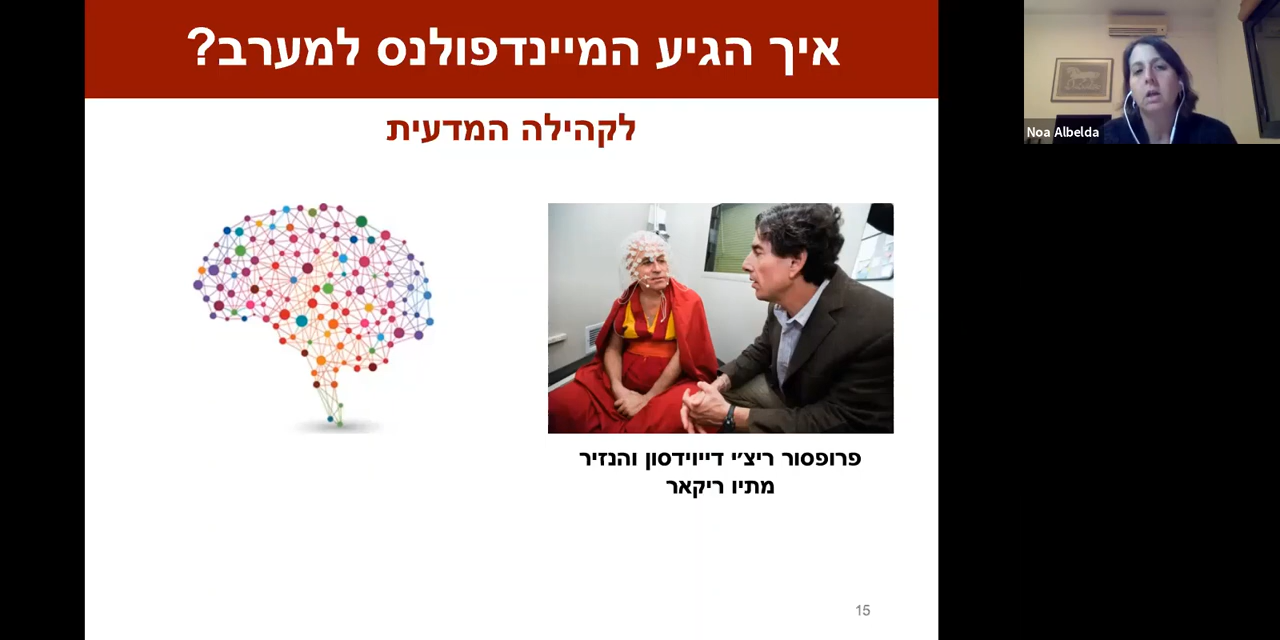 איך הגיע המיינדפולנס למערב?
לקהילה המדעית
פרופסור ריצ׳י דייוידסון והנזיר
מתיו ריקאר
15
Noa Albelda